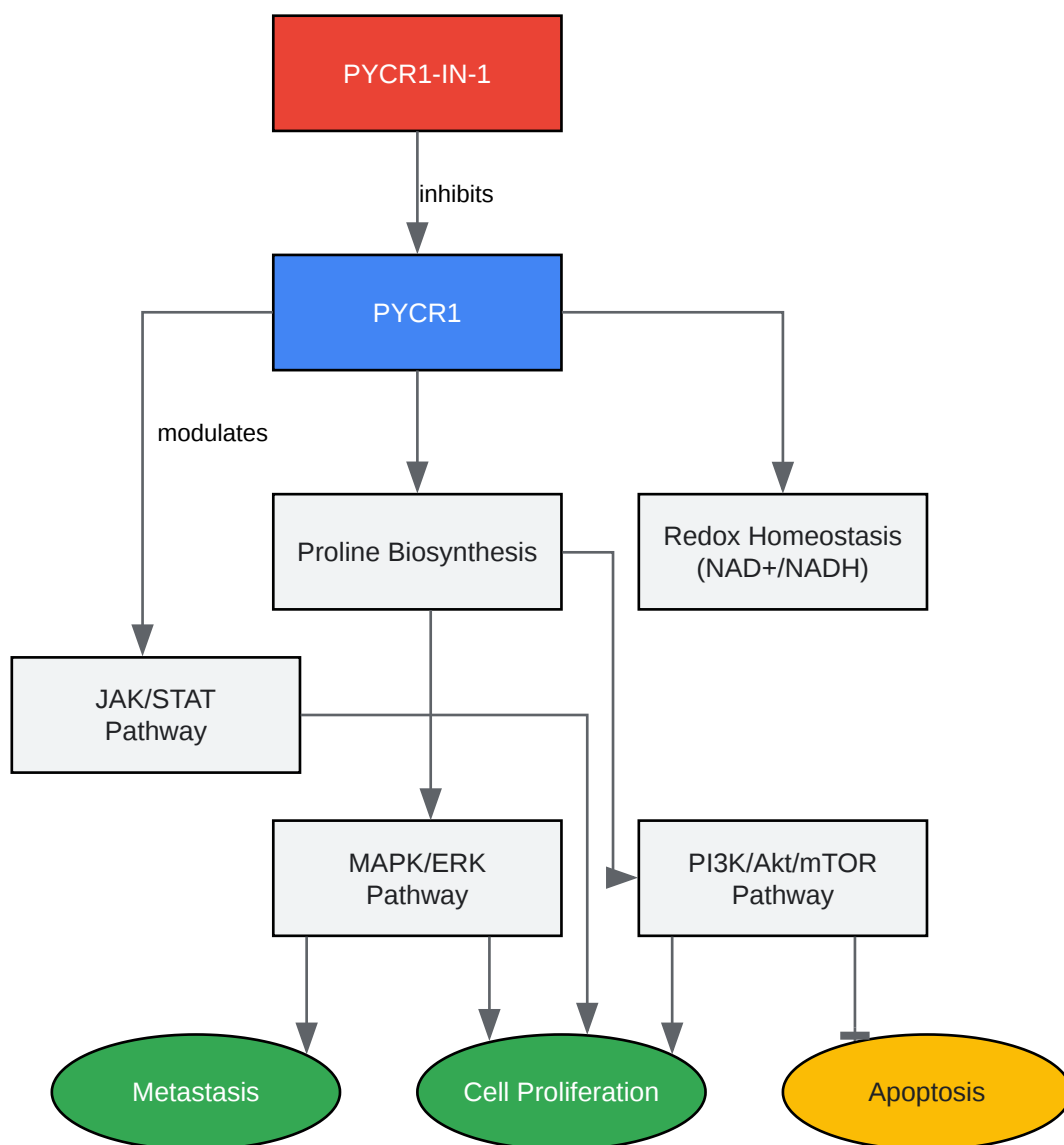 PYCR1-IN-1
inhibits
PYCR1
modulates
Proline Biosynthesis
Redox Homeostasis
(NAD+/NADH)
JAK/STAT
Pathway
MAPK/ERK
Pathway
PI3K/Akt/mTOR
Pathway
Metastasis
Cell Proliferation
Apoptosis